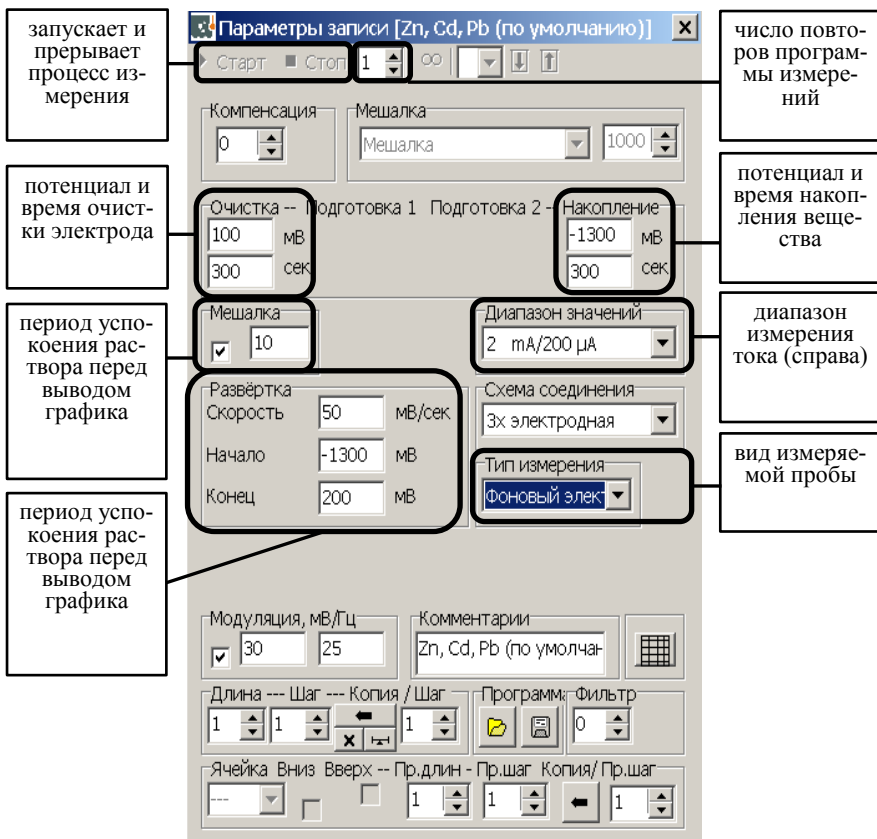 запускает и
прерывает
процесс из-
мерения
потенциал и
время очист-
ки электрода
период успо-
коения рас-
твора перед
выводом
графика
период успо-
коения рас-
твора перед
выводом
графика
Параметры записи [Zn, Cd, Pb (по умолчанию)]
Старт Стоп 1 ∞
Компенсация Мешалка
0 Мешалка 1000
Очистка -- Подготовка 1 Подготовка 2 -- Накопление
100 мВ -1300 мВ
300 сек 300 сек
Мешалка Диапазон значений
10 2 mA/200 µA
Развёртка Схема соединения
Скорость 50 мВ/сек 3х электродная
Начало -1300 мВ Тип измерения
Конец 200 мВ Фоновый элект
Модуляция, мВ/Гц Комментарии
30 25 Zn, Cd, Pb (по умолчан
Длина --- Шаг --- Копия / Шаг Программа Фильтр
1 1 1 0
Ячейка Вниз Вверх -- Пр.длин - Пр.шаг Копия/ Пр.шаг
--- 1 1 1
число повто-
ров програм-
мы измере-
ний
потенциал и
время накоп-
ления веще-
ства
диапазон
измерения
тока (справа)
вид измеряе-
мой пробы